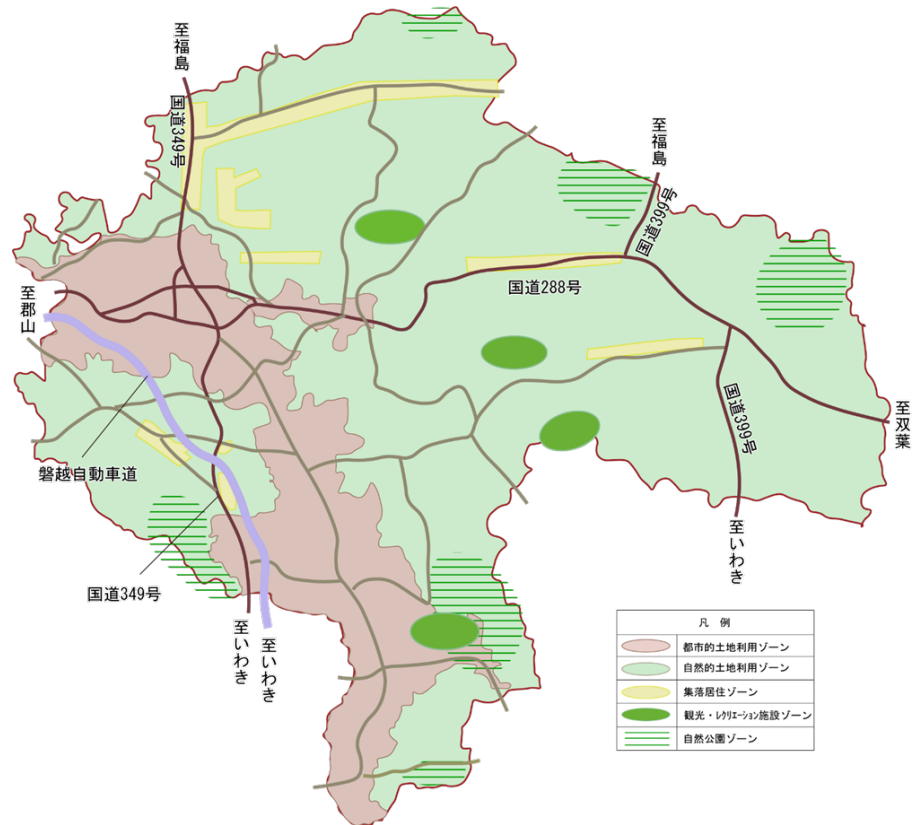 至福島
国道349号
至福島
国道399号
国道288号
至郡山
国道399号
至双葉
磐越自動車道
国道349号
至いわき
至いわき
至いわき
凡 例
都市的土地利用ゾーン
自然的土地利用ゾーン
集落居住ゾーン
観光・レクリエーション施設ゾーン
自然公園ゾーン